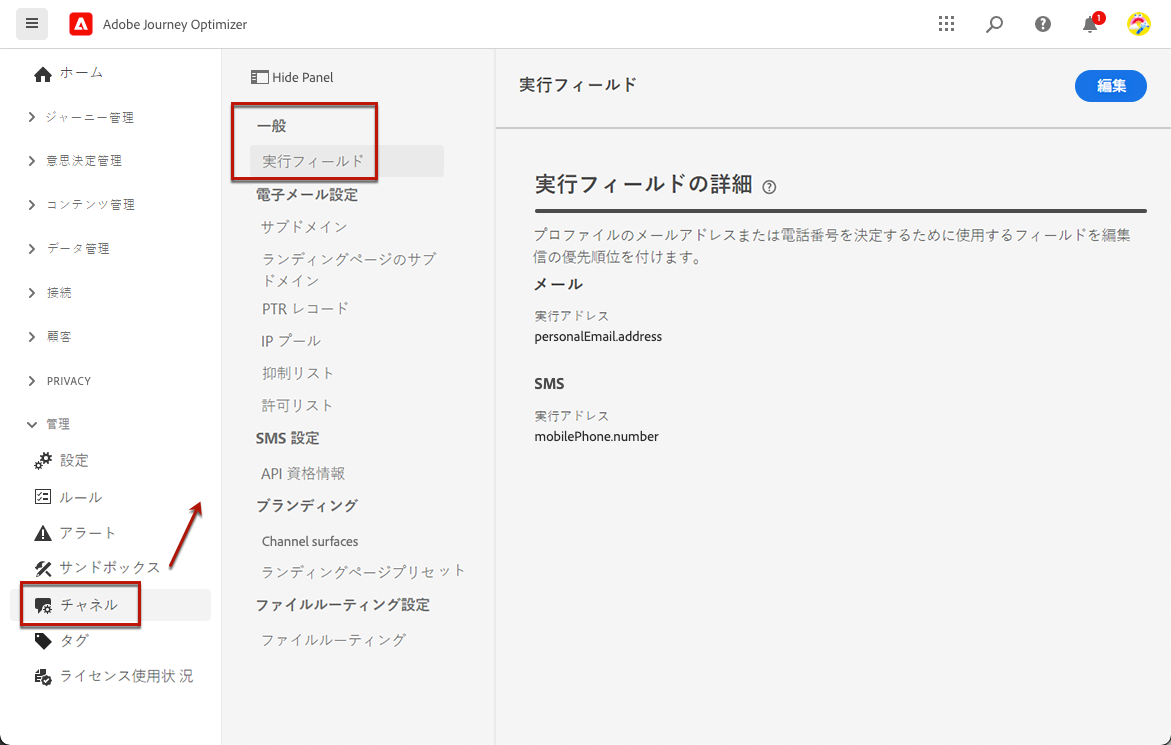 Adobe Journey Optimizer
1
ホーム
ジャーニー管理
意思決定管理
コンテンツ管理
データ管理
接続
顧客
PRIVACY
管理
設定
ルール
アラート
サンドボックス
チャネル
タグ
ライセンス使用状 況
Hide Panel
一般
実行フィールド
電子メール設定
サブドメイン
ランディングページのサブ
ドメイン
PTR レコード
IP プール
抑制リスト
許可リスト
SMS 設定
API 資格情報
ブランディング
Channel surfaces
ランディングページプリセット
ファイルルーティング設定
ファイルルーティング
実行フィールド
編集
実行フィールドの詳細
プロファイルのメールアドレスまたは電話番号を決定するために使用するフィールドを編集
信の優先順位を付けます。
メール
実行アドレス
personalEmail.address
SMS
実行アドレス
mobilePhone.number